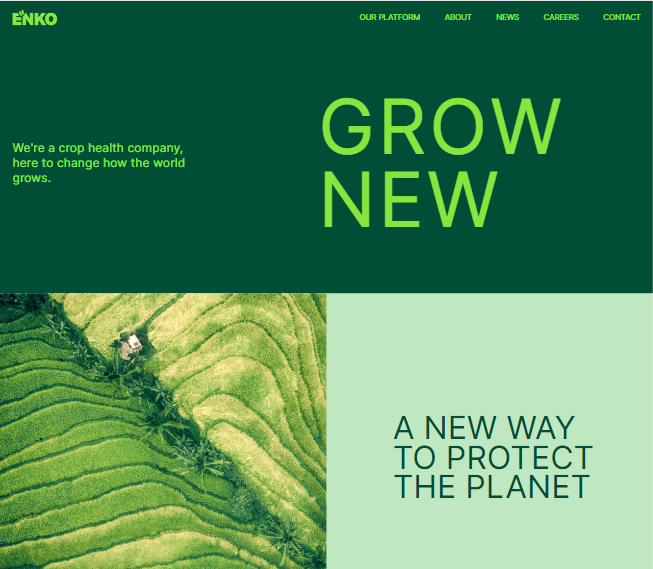 ENKO
OUR PLATFORM ABOUT NEWS CAREERS CONTACT
We're a crop health company,
here to change how the world
grows.
GROW
NEW
A NEW WAY
TO PROTECT
THE PLANET